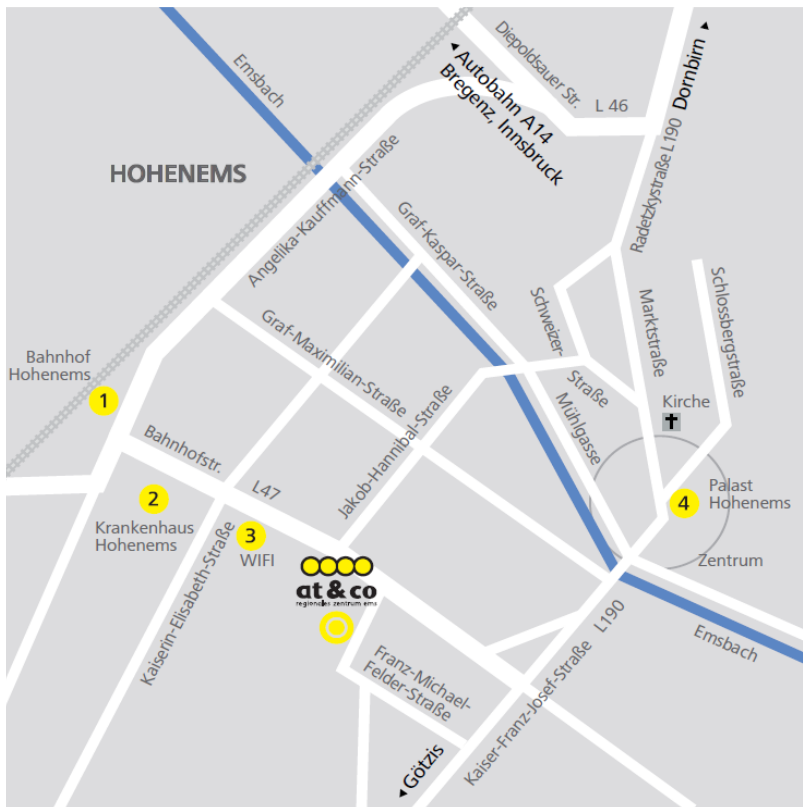 Emsbach
Diepoldsauer Str.
Autobahn A14
Bregenz, Innsbruck
L 46
Dornbirn
Radetzkystraße L190
HOHENEMS
Angelika-Kauffmann-Straße
Graf-Kaspar-Straße
Schweizer-
Straße
Marktstraße
Schlossbergstraße
Graf-Maximilian-Straße
Bahnhof
Hohenems
1
Kirche
Mühlgasse
Jakob-Hannibal-Straße
Bahnhofstr.
L47
2
Krankenhaus
Hohenems
3
WIFI
4
Palast
Hohenems
Zentrum
at & co
regionales zentrum ems
Kaiserin-Elisabeth-Straße
Franz-Michael-
Felder-Straße
Kaiser-Franz-Josef-Straße L190
Emsbach
Götzis